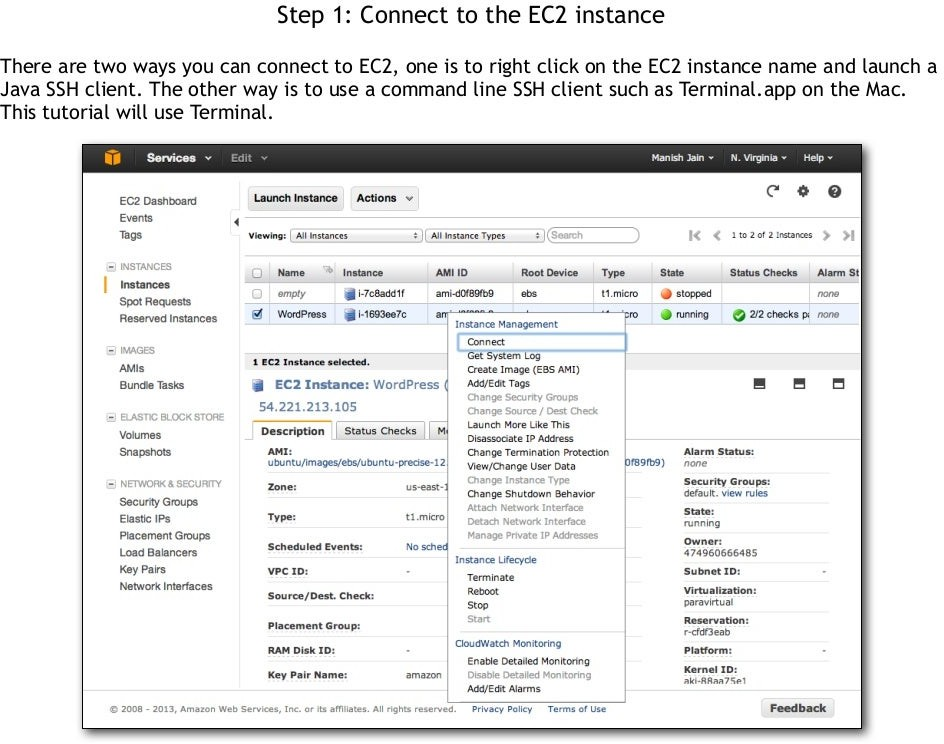 Step 1: Connect to the EC2 instance
There are two ways you can connect to EC2, one is to right click on the EC2 instance name and launch a
Java SSH client. The other way is to use a command line SSH client such as Terminal.app on the Mac.
This tutorial will use Terminal.
Services Edit Manish Jain N. Virginia Help
EC2 Dashboard
Events
Tags
INSTANCES
Instances
Spot Requests
Reserved Instances
IMAGES
AMIs
Bundle Tasks
ELASTIC BLOCK STORE
Volumes
Snapshots
NETWORK & SECURITY
Security Groups
Elastic IPs
Placement Groups
Load Balancers
Key Pairs
Network Interfaces
Launch Instance Actions
Viewing: All Instances All Instance Types Search 1 to 2 of 2 Instances
Name Instance AMI ID Root Device Type State Status Checks Alarm St
empty i-7c8add1f ami-d0f89fb9 ebs t1.micro stopped none
WordPress i-1693ee7c running 2/2 checks pa none
1 EC2 Instance selected.
EC2 Instance: WordPress (
54.221.213.105
Description Status Checks Mo
AMI:
ubuntu/images/ebs/ubuntu-precise-12. 0f89fb9)
Zone: us-east-1
Type: t1.micro
Scheduled Events: No sched
VPC ID: -
Source/Dest. Check:
Placement Group:
RAM Disk ID: -
Key Pair Name: amazon
Instance Management
Connect
Get System Log
Create Image (EBS AMI)
Add/Edit Tags
Change Security Groups
Change Source / Dest Check
Launch More Like This
Disassociate IP Address
Change Termination Protection
View/Change User Data
Change Instance Type
Change Shutdown Behavior
Attach Network Interface
Detach Network Interface
Manage Private IP Addresses
Instance Lifecycle
Terminate
Reboot
Stop
Start
CloudWatch Monitoring
Enable Detailed Monitoring
Disable Detailed Monitoring
Add/Edit Alarms
Alarm Status:
none
Security Groups:
default. view rules
State:
running
Owner:
474960666485
Subnet ID: -
Virtualization:
paravirtual
Reservation:
r-cfdf3eab
Platform: -
Kernel ID:
aki-88aa75e1
© 2008 - 2013, Amazon Web Services, Inc. or its affiliates. All rights reserved. Privacy Policy Terms of Use Feedback